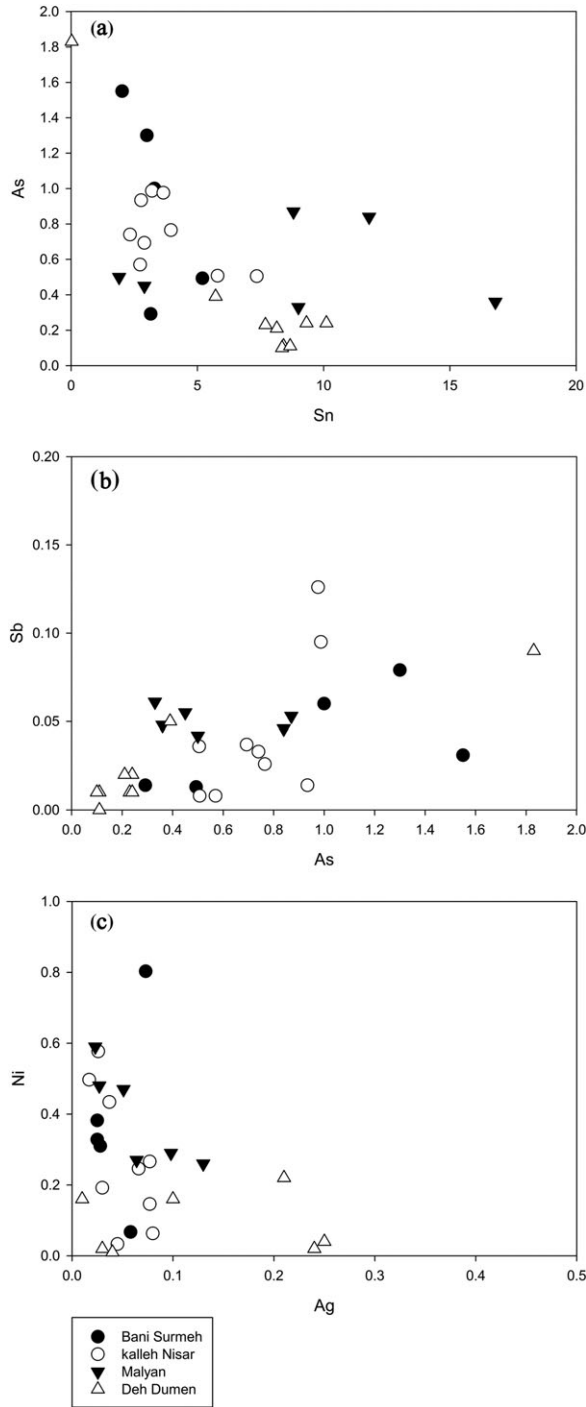 (a)
2.0
1.8
1.6
1.4
1.2
1.0
0.8
0.6
0.4
0.2
0.0
As
0 5 10 15 20
Sn
(b)
0.20
0.15
0.10
0.05
0.00
Sb
0.0 0.2 0.4 0.6 0.8 1.0 1.2 1.4 1.6 1.8 2.0
As
(c)
1.0
0.8
0.6
0.4
0.2
0.0
Ni
0.0 0.1 0.2 0.3 0.4 0.5
Ag
Bani Surmeh
kalleh Nisar
Malyan
Deh Dumen